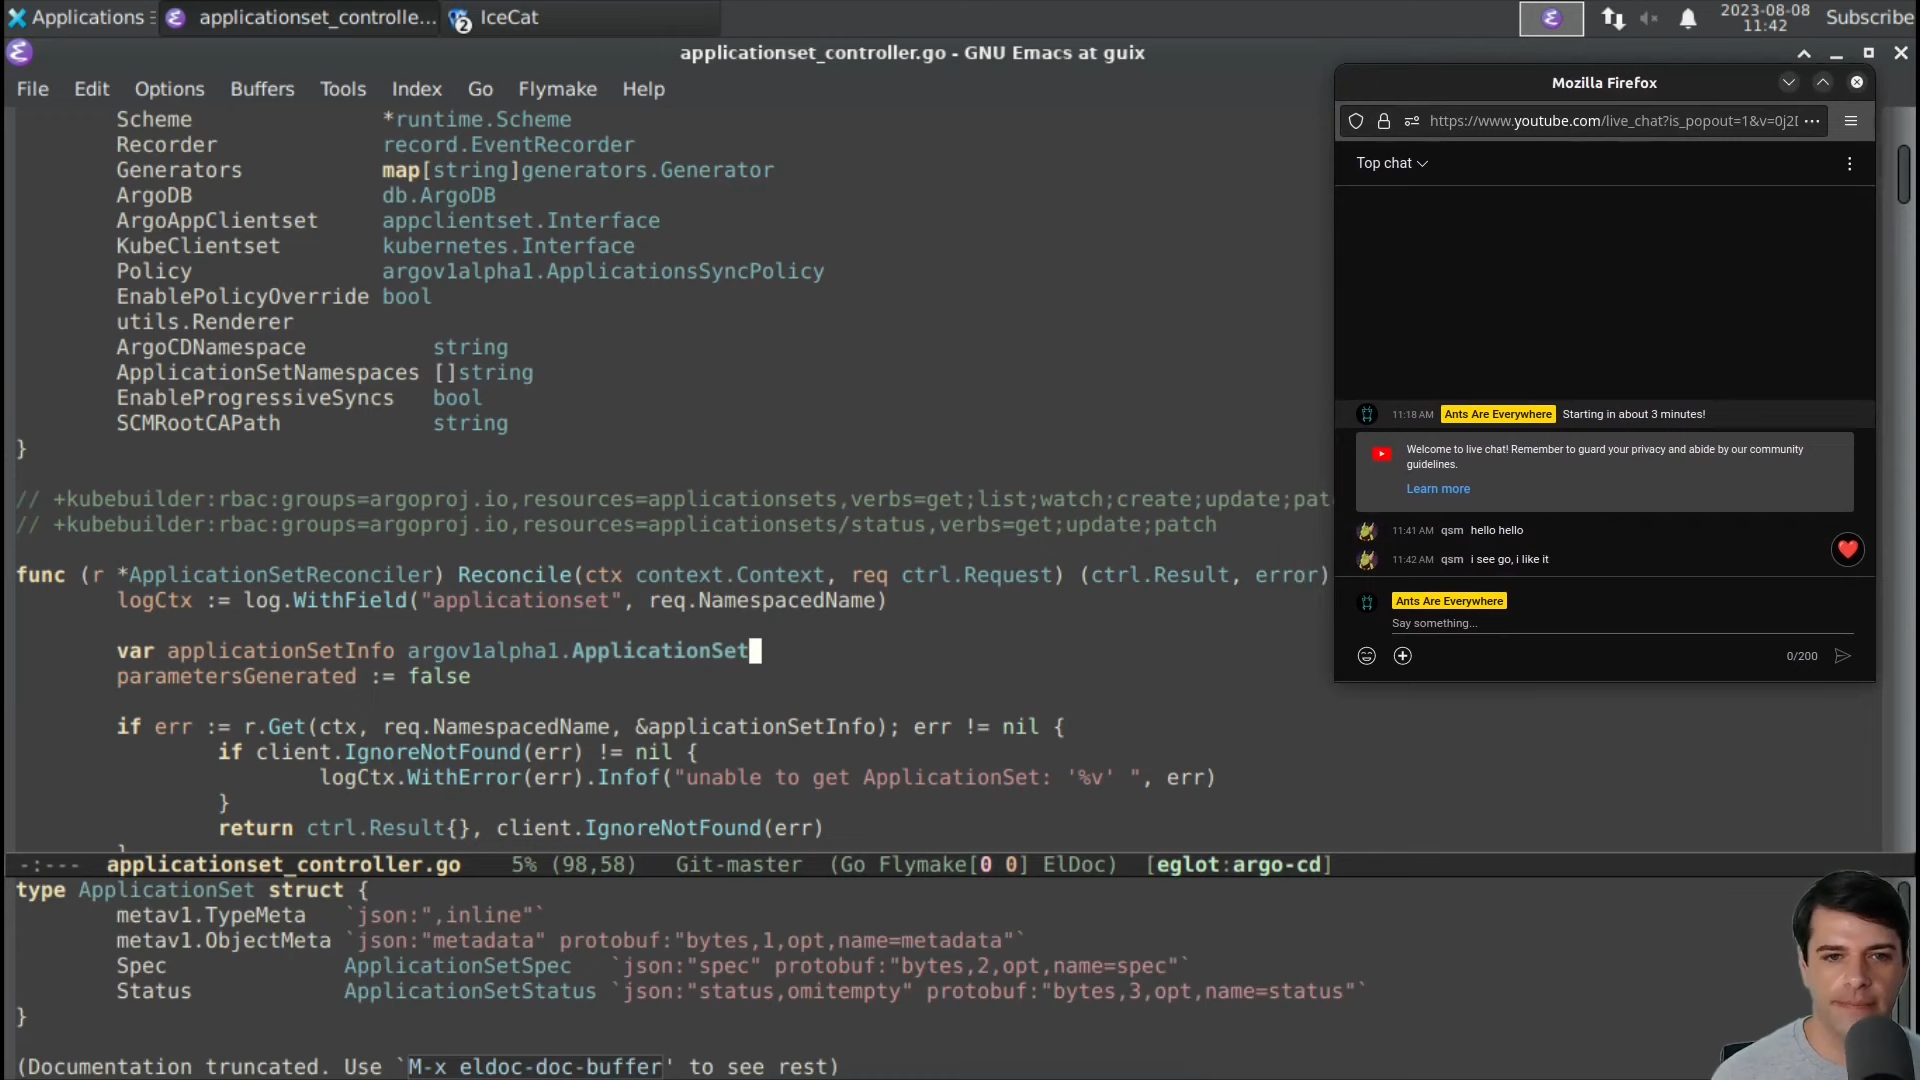 Applications
applicationset_controlle...
2 IceCat
2023-08-08
11:42
Subscribe
applicationset_controller.go - GNU Emacs at guix
File Edit Options Buffers Tools Index Go Flymake Help
Scheme *runtime.Scheme
Recorder record.EventRecorder
Generators map[string]generators.Generator
ArgoDB db.ArgoDB
ArgoAppClientset appclientset.Interface
KubeClientset kubernetes.Interface
Policy argov1alpha1.ApplicationsSyncPolicy
EnablePolicyOverride bool
utils.Renderer
ArgoCDNamespace string
ApplicationSetNamespaces []string
EnableProgressiveSyncs bool
SCMRootCAPath string
}
// +kubebuilder:rbac:groups=argoproj.io,resources=applicationsets,verbs=get;list;watch;create;update;pat
// +kubebuilder:rbac:groups=argoproj.io,resources=applicationsets/status,verbs=get;update;patch
func (r *ApplicationSetReconciler) Reconcile(ctx context.Context, req ctrl.Request) (ctrl.Result, error)
logCtx := log.WithField("applicationset", req.NamespacedName)
var applicationSetInfo argov1alpha1.ApplicationSet
parametersGenerated := false
if err := r.Get(ctx, req.NamespacedName, &applicationSetInfo); err != nil {
if client.IgnoreNotFound(err) != nil {
logCtx.WithError(err).Infof("unable to get ApplicationSet: '%v' ", err)
}
return ctrl.Result{}, client.IgnoreNotFound(err)
-:--- applicationset_controller.go 5% (98,58) Git-master (Go Flymake[0 0] ElDoc) [eglot:argo-cd]
type ApplicationSet struct {
metav1.TypeMeta `json:",inline"`
metav1.ObjectMeta `json:"metadata" protobuf:"bytes,1,opt,name=metadata"`
Spec ApplicationSetSpec `json:"spec" protobuf:"bytes,2,opt,name=spec"`
Status ApplicationSetStatus `json:"status,omitempty" protobuf:"bytes,3,opt,name=status"`
}
(Documentation truncated. Use `M-x eldoc-doc-buffer' to see rest)
Mozilla Firefox
https://www.youtube.com/live_chat?is_popout=1&v=0j2
Top chat
11:18 AM Ants Are Everywhere Starting in about 3 minutes!
Welcome to live chat! Remember to guard your privacy and abide by our community
guidelines.
Learn more
11:41 AM qsm hello hello
11:42 AM qsm i see go, i like it
Ants Are Everywhere
Say something...
0/200